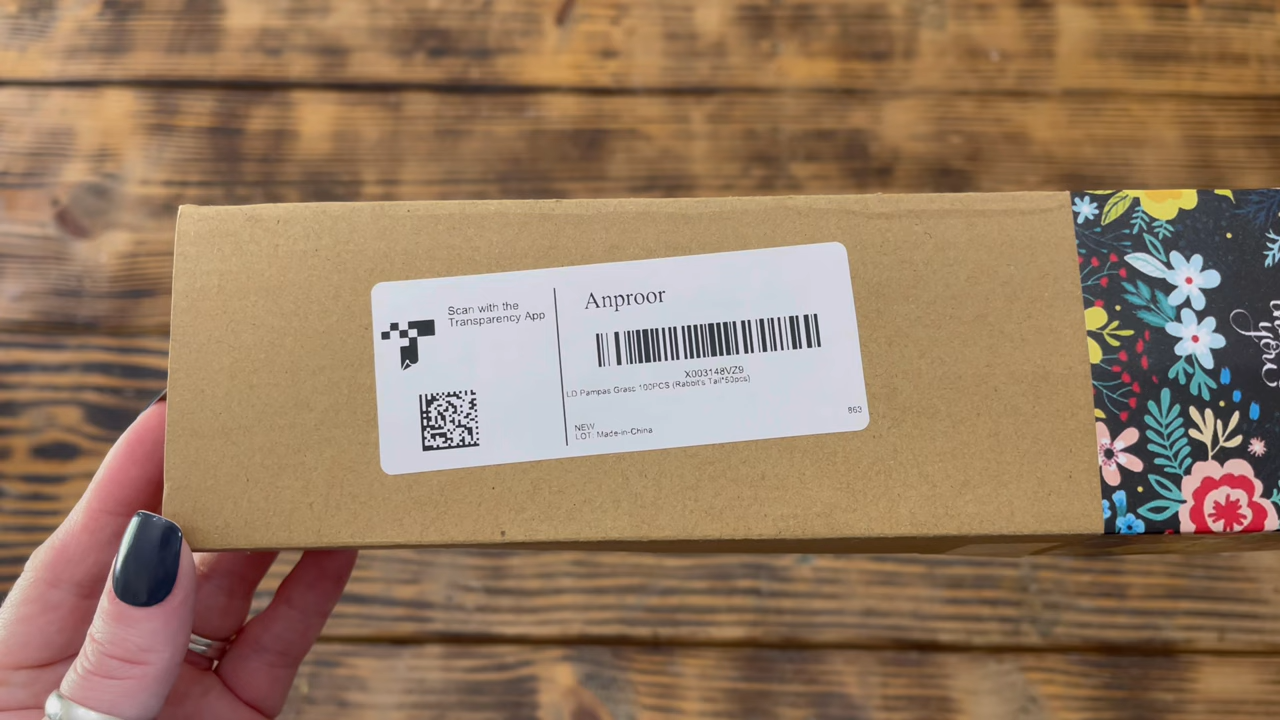 Scan with the
Transparency App
Anproor
X003148VZ9
LD Pampas Grass 100PCS (Rabbit's Tail*50pcs)
NEW
LOT: Made-in-China
863